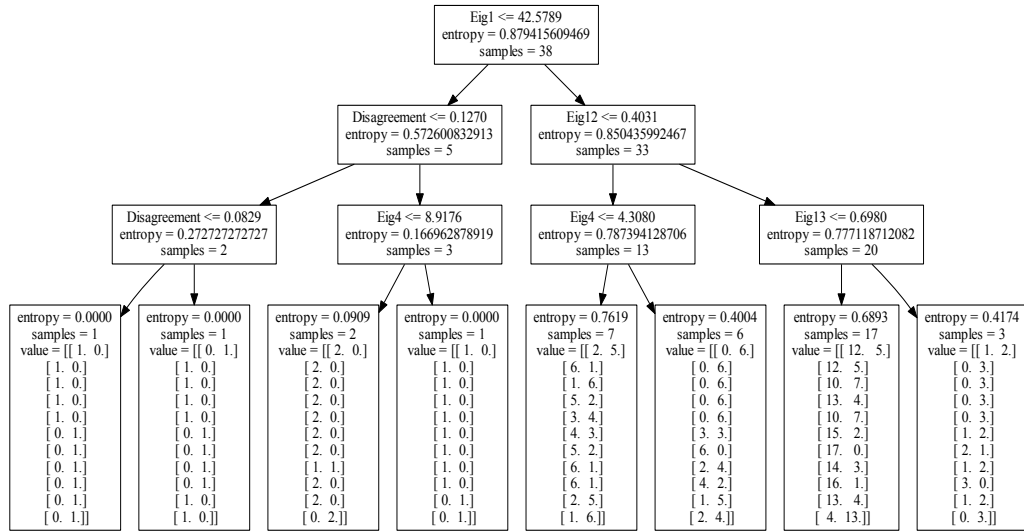 Eig1 <= 42.5789
entropy = 0.879415609469
samples = 38
Disagreement <= 0.1270
entropy = 0.572600832913
samples = 5
Eig12 <= 0.4031
entropy = 0.850435992467
samples = 33
Disagreement <= 0.0829
entropy = 0.272727272727
samples = 2
Eig4 <= 8.9176
entropy = 0.166962878919
samples = 3
Eig4 <= 4.3080
entropy = 0.787394128706
samples = 13
Eig13 <= 0.6980
entropy = 0.777118712082
samples = 20
entropy = 0.0000
samples = 1
value = [[ 1. 0.]
[ 1. 0.]
[ 1. 0.]
[ 1. 0.]
[ 1. 0.]
[ 0. 1.]
[ 0. 1.]
[ 0. 1.]
[ 0. 1.]
[ 0. 1.]
[ 0. 1.]]
entropy = 0.0000
samples = 1
value = [[ 0. 1.]
[ 1. 0.]
[ 1. 0.]
[ 1. 0.]
[ 1. 0.]
[ 0. 1.]
[ 0. 1.]
[ 0. 1.]
[ 0. 1.]
[ 1. 0.]
[ 1. 0.]]
entropy = 0.0909
samples = 2
value = [[ 2. 0.]
[ 2. 0.]
[ 2. 0.]
[ 2. 0.]
[ 2. 0.]
[ 2. 0.]
[ 2. 0.]
[ 1. 1.]
[ 2. 0.]
[ 2. 0.]
[ 0. 2.]]
entropy = 0.0000
samples = 1
value = [[ 1. 0.]
[ 1. 0.]
[ 1. 0.]
[ 1. 0.]
[ 1. 0.]
[ 1. 0.]
[ 1. 0.]
[ 1. 0.]
[ 1. 0.]
[ 0. 1.]
[ 0. 1.]]
entropy = 0.7619
samples = 7
value = [[ 2. 5.]
[ 6. 1.]
[ 1. 6.]
[ 5. 2.]
[ 3. 4.]
[ 4. 3.]
[ 5. 2.]
[ 6. 1.]
[ 6. 1.]
[ 2. 5.]
[ 1. 6.]]
entropy = 0.4004
samples = 6
value = [[ 0. 6.]
[ 0. 6.]
[ 0. 6.]
[ 0. 6.]
[ 0. 6.]
[ 3. 3.]
[ 6. 0.]
[ 2. 4.]
[ 4. 2.]
[ 1. 5.]
[ 2. 4.]]
entropy = 0.6893
samples = 17
value = [[ 12. 5.]
[ 12. 5.]
[ 10. 7.]
[ 13. 4.]
[ 10. 7.]
[ 15. 2.]
[ 17. 0.]
[ 14. 3.]
[ 16. 1.]
[ 13. 4.]
[ 4. 13.]]
entropy = 0.4174
samples = 3
value = [[ 1. 2.]
[ 0. 3.]
[ 0. 3.]
[ 0. 3.]
[ 0. 3.]
[ 1. 2.]
[ 2. 1.]
[ 1. 2.]
[ 3. 0.]
[ 1. 2.]
[ 0. 3.]]